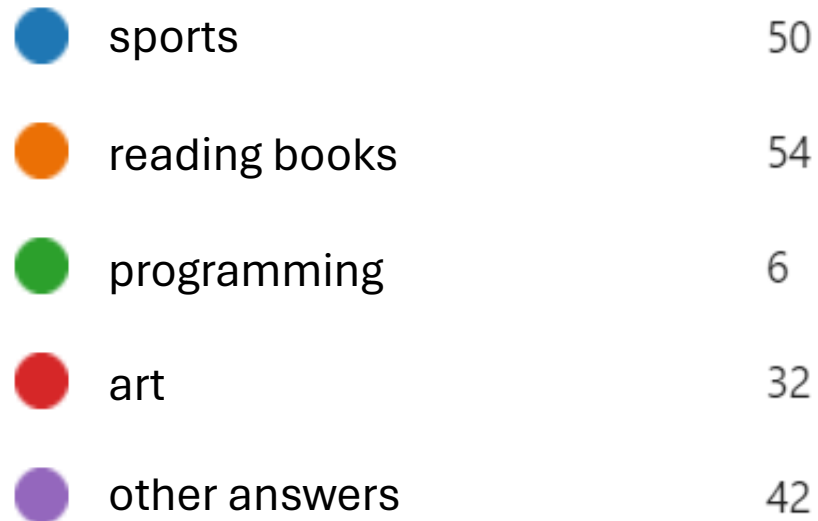 sports 50
reading books 54
programming 6
art 32
other answers 42